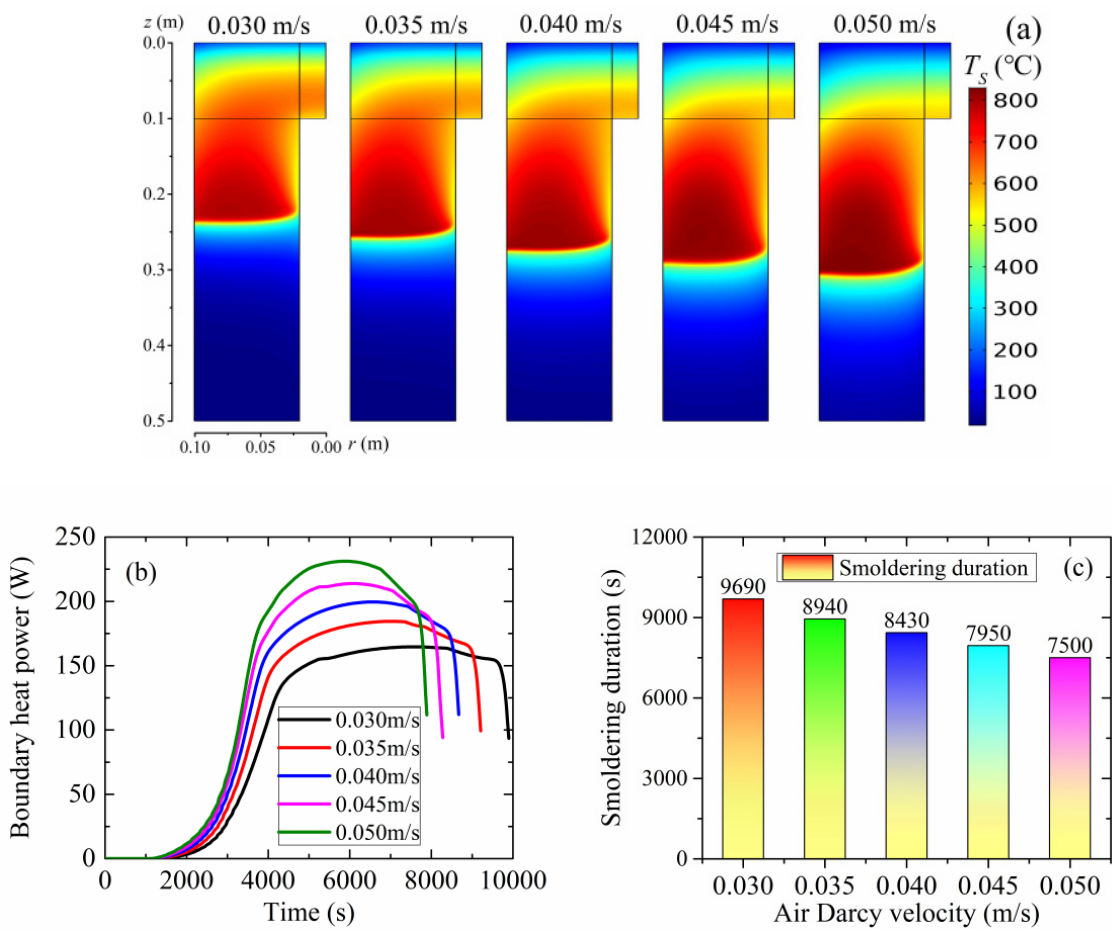 z (m)
0.030 m/s
0.035 m/s
0.040 m/s
0.045 m/s
0.050 m/s
(a)
0.0
0.1
0.2
0.3
0.4
0.5
0.10
0.05
0.00
r (m)
Ts (℃)
800
700
600
500
400
300
200
100
(b)
Boundary heat power (W)
250
200
150
100
50
0
0.030m/s
0.035m/s
0.040m/s
0.045m/s
0.050m/s
0
2000
4000
6000
8000
10000
Time (s)
(c)
Smoldering duration (s)
12000
9000
6000
3000
0
Smoldering duration
9690
8940
8430
7950
7500
0.030
0.035
0.040
0.045
0.050
Air Darcy velocity (m/s)